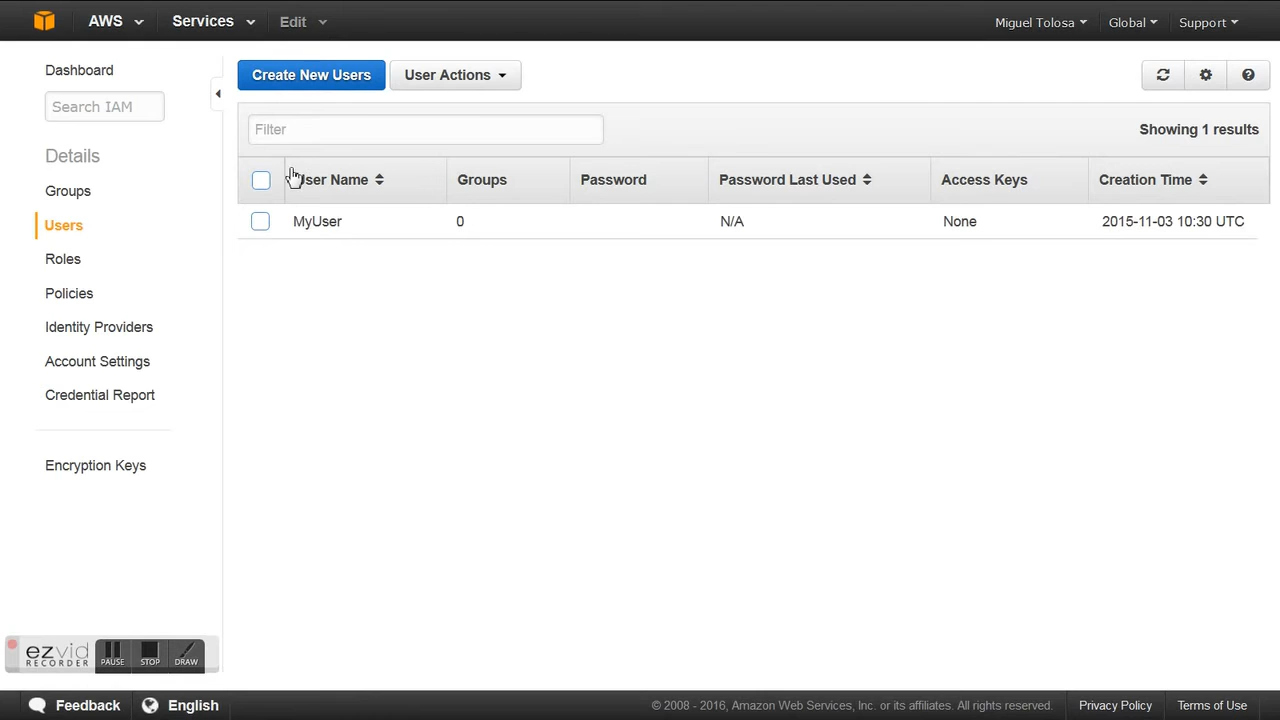 AWS Services Edit Miguel Tolosa Global Support
Dashboard
Search IAM
Details
Groups
Users
Roles
Policies
Identity Providers
Account Settings
Credential Report
Encryption Keys
Create New Users User Actions
Filter Showing 1 results
User Name Groups Password Password Last Used Access Keys Creation Time
MyUser 0 N/A None 2015-11-03 10:30 UTC
ezvid
RECORDER
PAUSE STOP DRAW
Feedback English © 2008 - 2016, Amazon Web Services, Inc. or its affiliates. All rights reserved. Privacy Policy Terms of Use